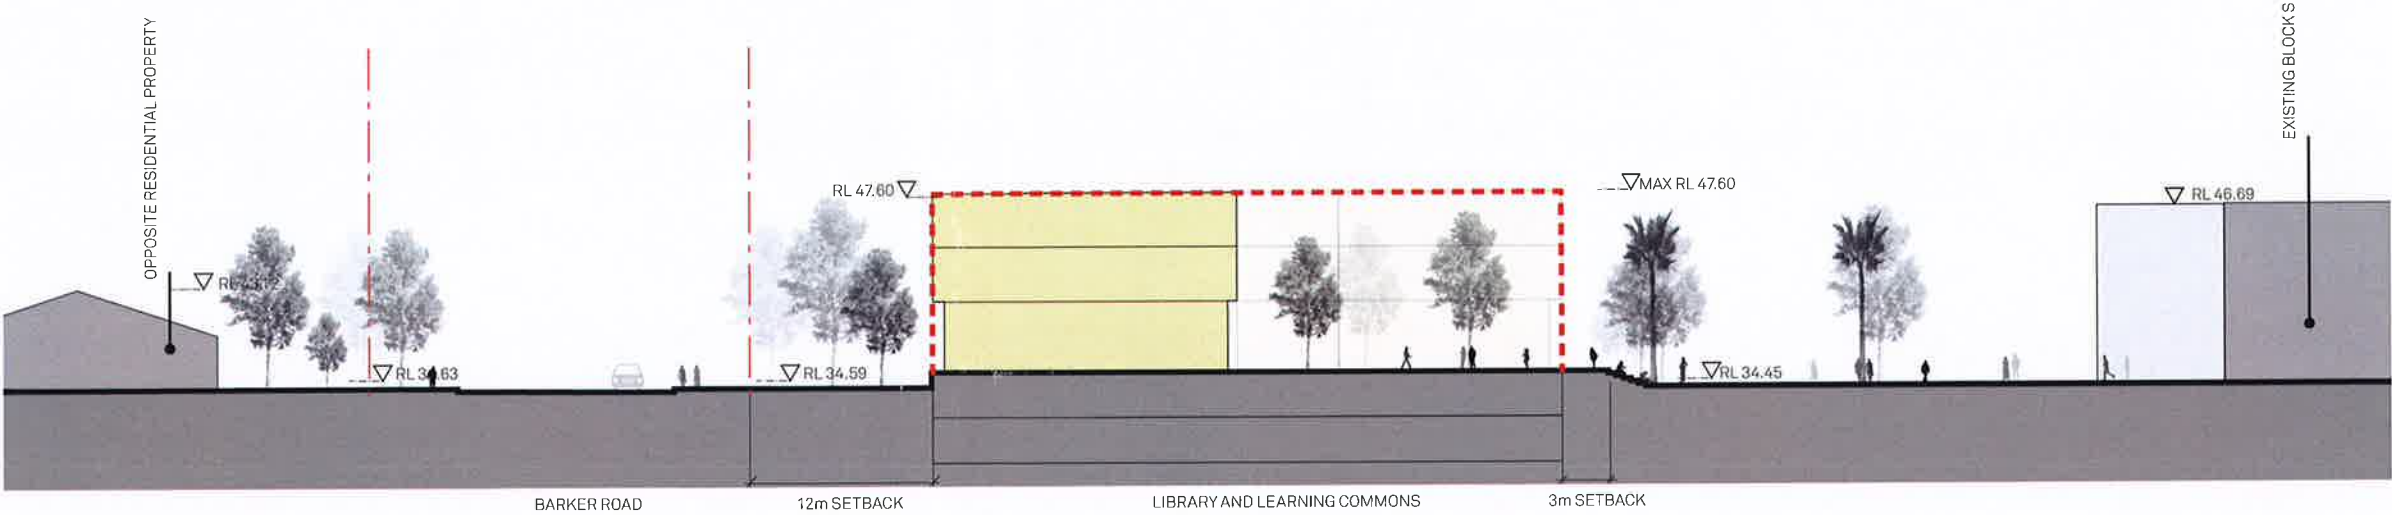 OPPOSITE RESIDENTIAL PROPERTY
EXISTING BLOCKS
RL 47.60
MAX RL 47.60
RL 46.69
RL 34.59
RL 34.45
BARKER ROAD
12m SETBACK
LIBRARY AND LEARNING COMMONS
3m SETBACK